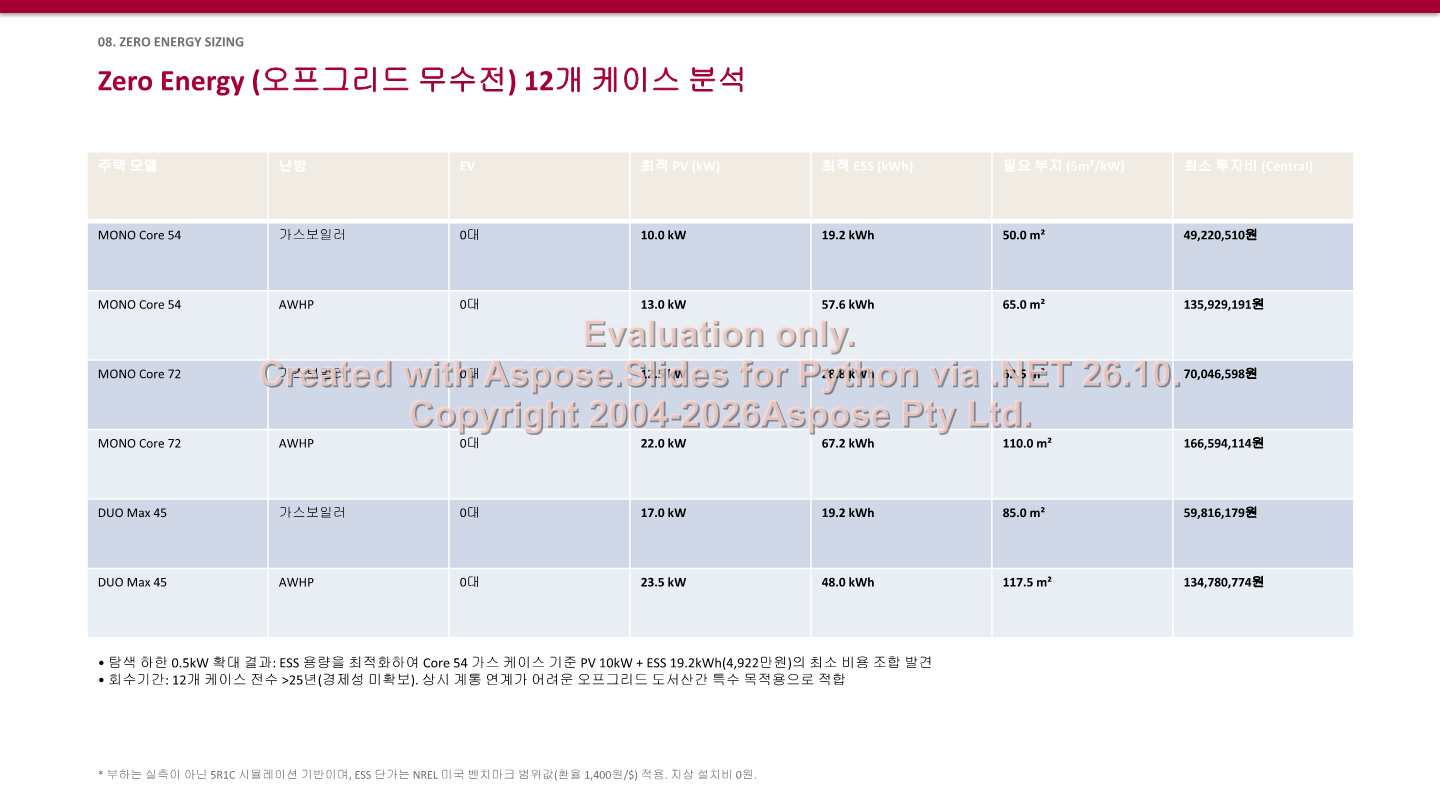 08. ZERO ENERGY SIZING
Zero Energy (오프그리드 무수전) 12개 케이스 분석
주택 모델 난방 EV 최적 PV (kW) 최적 ESS (kWh) 필요 부지 (5m²/kW) 최소 투자비 (Central)
MONO Core 54 가스보일러 0대 10.0 kW 19.2 kWh 50.0 m² 49,220,510원
MONO Core 54 AWHP 0대 13.0 kW 57.6 kWh 65.0 m² 135,929,191원
Evaluation only.
MONO Core 72 가스보일러 0대 12.5 kW 28.8 kWh 62.5 m² 70,046,598원
Created with Aspose.Slides for Python via .NET 26.10.
Copyright 2004-2026Aspose Pty Ltd.
MONO Core 72 AWHP 0대 22.0 kW 67.2 kWh 110.0 m² 166,594,114원
DUO Max 45 가스보일러 0대 17.0 kW 19.2 kWh 85.0 m² 59,816,179원
DUO Max 45 AWHP 0대 23.5 kW 48.0 kWh 117.5 m² 134,780,774원
• 탐색 하한 0.5kW 확대 결과: ESS 용량을 최적화하여 Core 54 가스 케이스 기준 PV 10kW + ESS 19.2kWh(4,922만원)의 최소 비용 조합 발견
• 회수기간: 12개 케이스 전수 >25년(경제성 미확보). 상시 계통 연계가 어려운 오프그리드 도서산간 특수 목적용으로 적합
* 부하는 실측이 아닌 5R1C 시뮬레이션 기반이며, ESS 단가는 NREL 미국 벤치마크 범위값(환율 1,400원/$) 적용. 지상 설치비 0원.